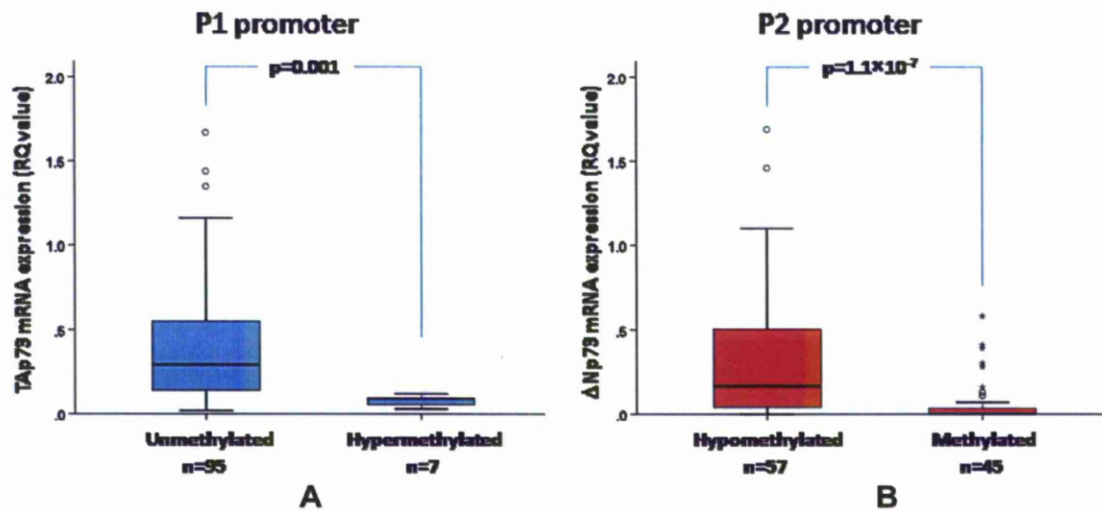 P1 promoter
p=0.001
TAp73 mRNA expression (RQ value)
2.0
1.5
1.0
.5
.0
Unmethylated
n=95
Hypermethylated
n=7
A
P2 promoter
p=1.1×10⁻⁷
ΔNp73 mRNA expression (RQ value)
2.0
1.5
1.0
.5
.0
Hypomethylated
n=57
Methylated
n=45
B